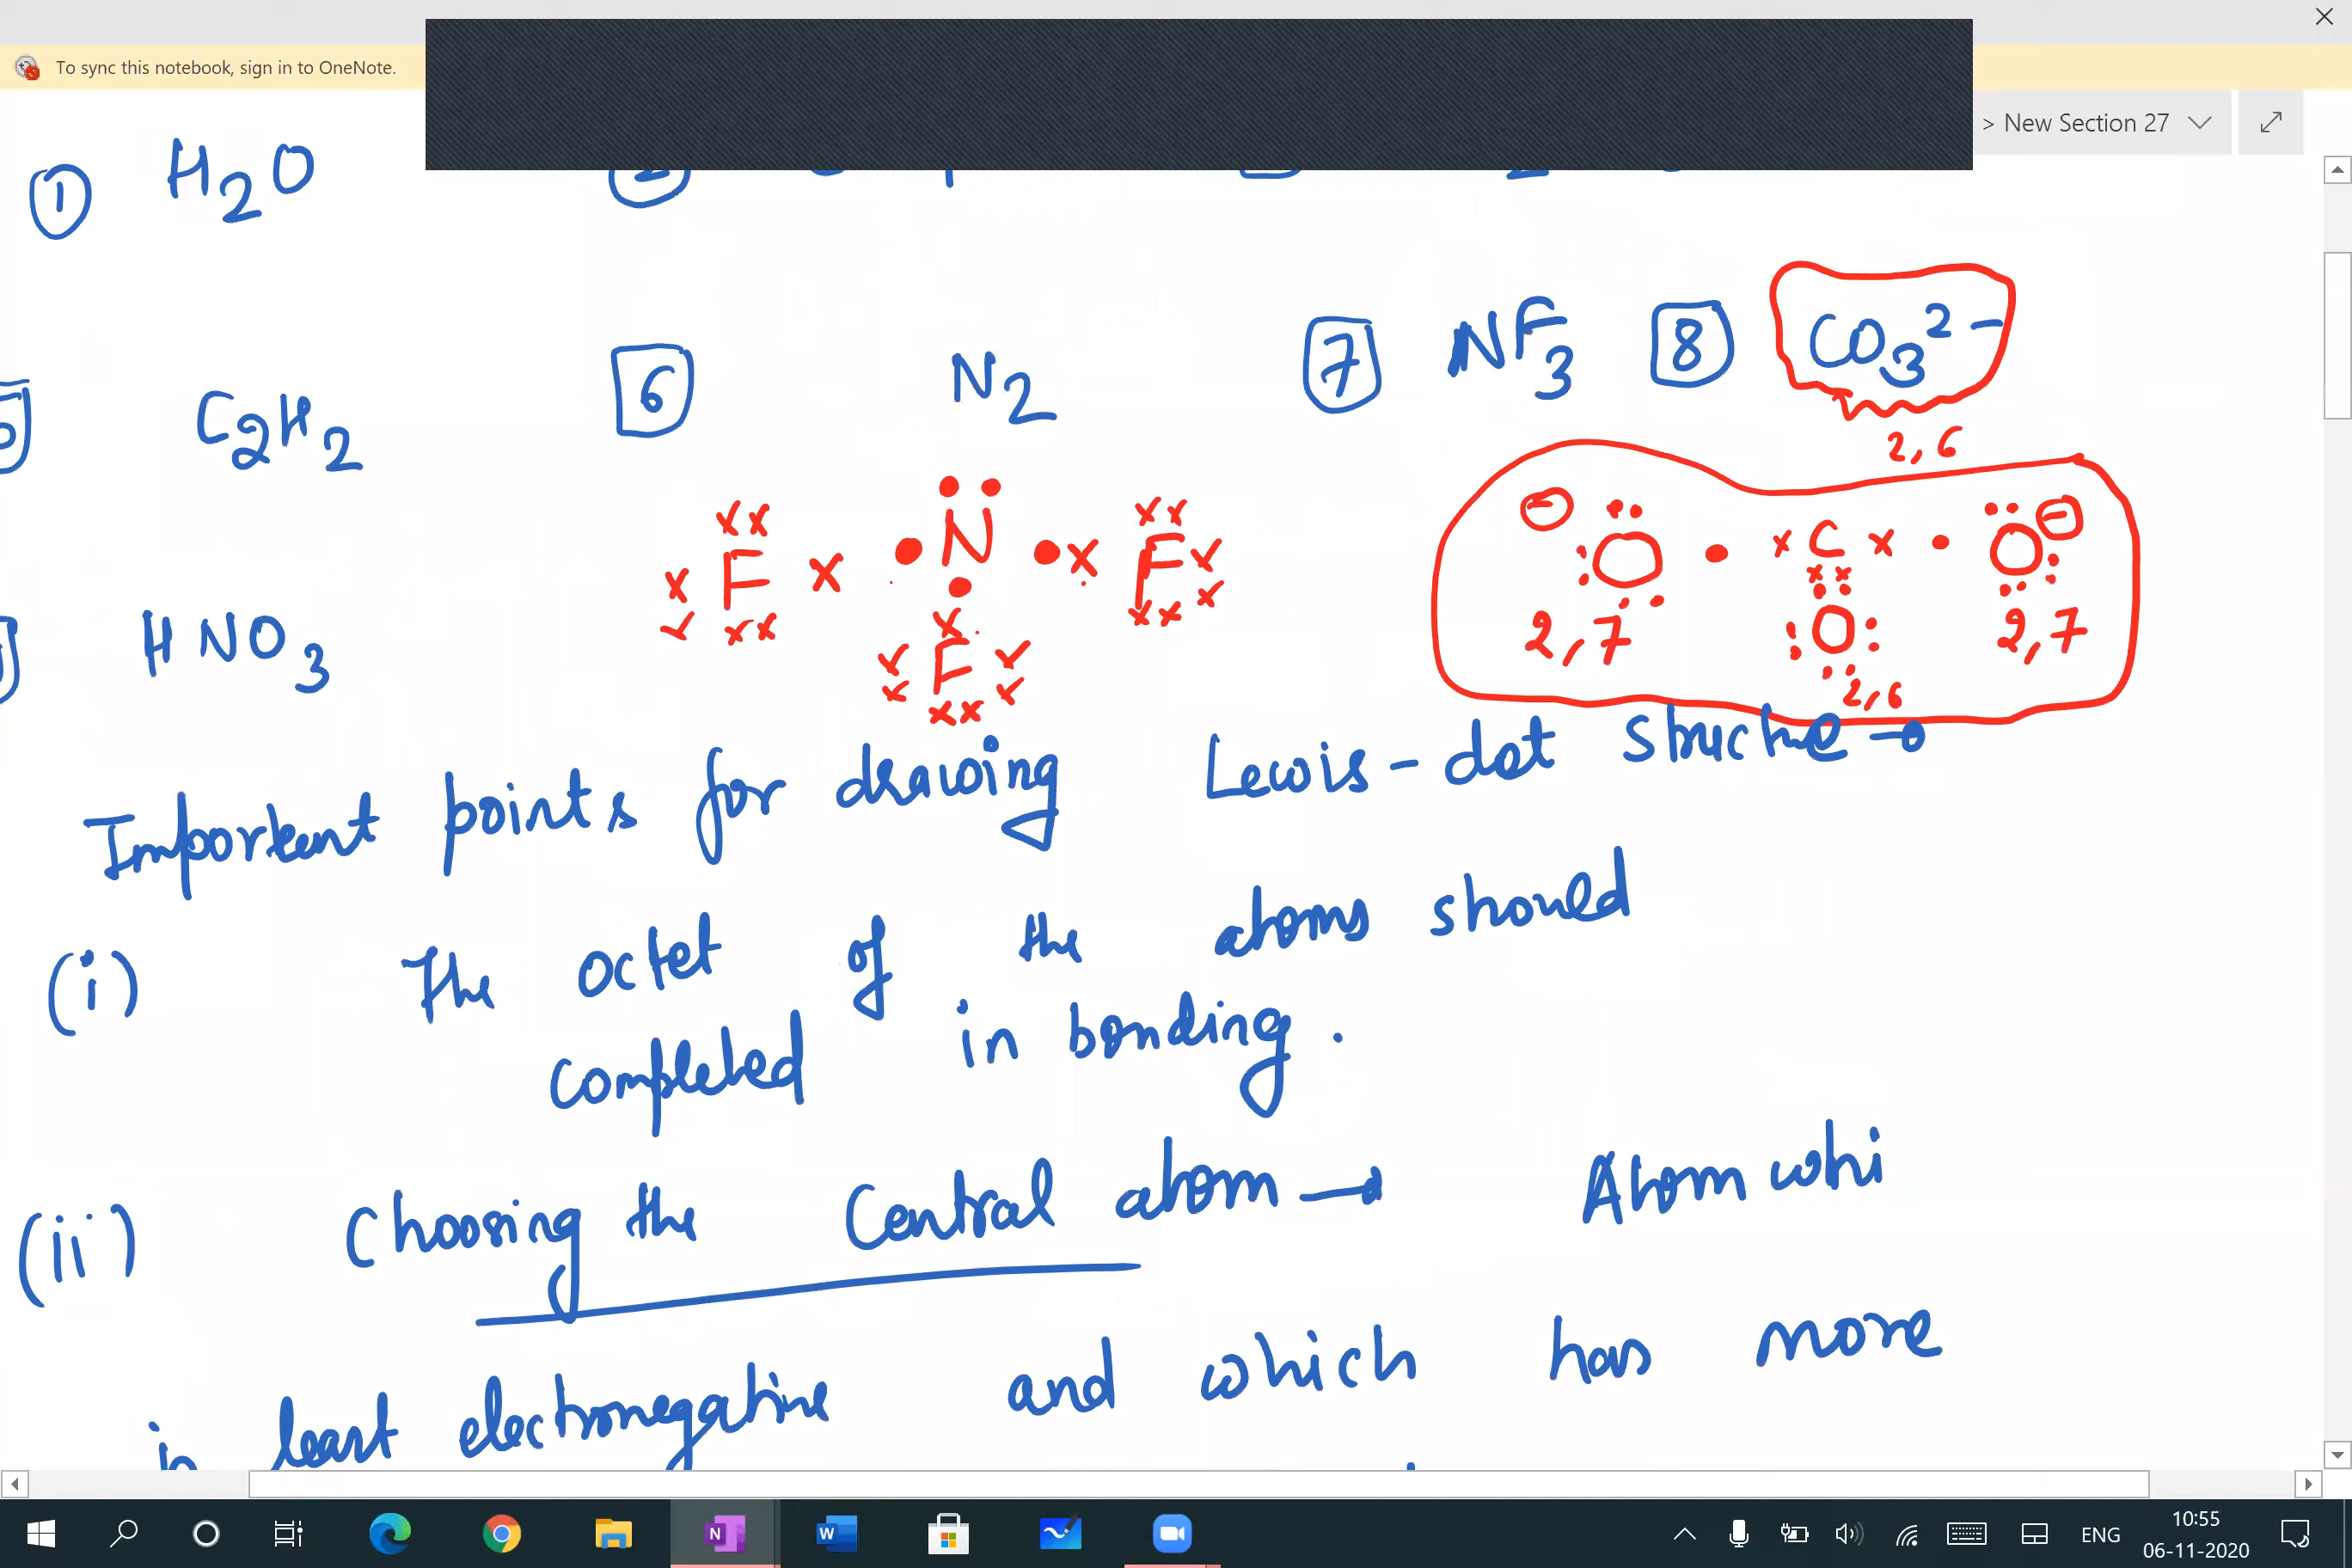 To sync this notebook, sign in to OneNote.
> New Section 27
① H₂O
②
C₂H₂
6 N₂
7 NF₃
8 CO₃²⁻
2, 6
HNO₃
F N F
F
O C O
O
2, 7 2, 7
2, 6
Important points for drawing Lewis-dot structure →
(i) The octet of the atoms should
completed in bonding.
(ii) Choosing the Central atom → Atom whi
is least electronegative and which has more
ENG
10:55
06-11-2020